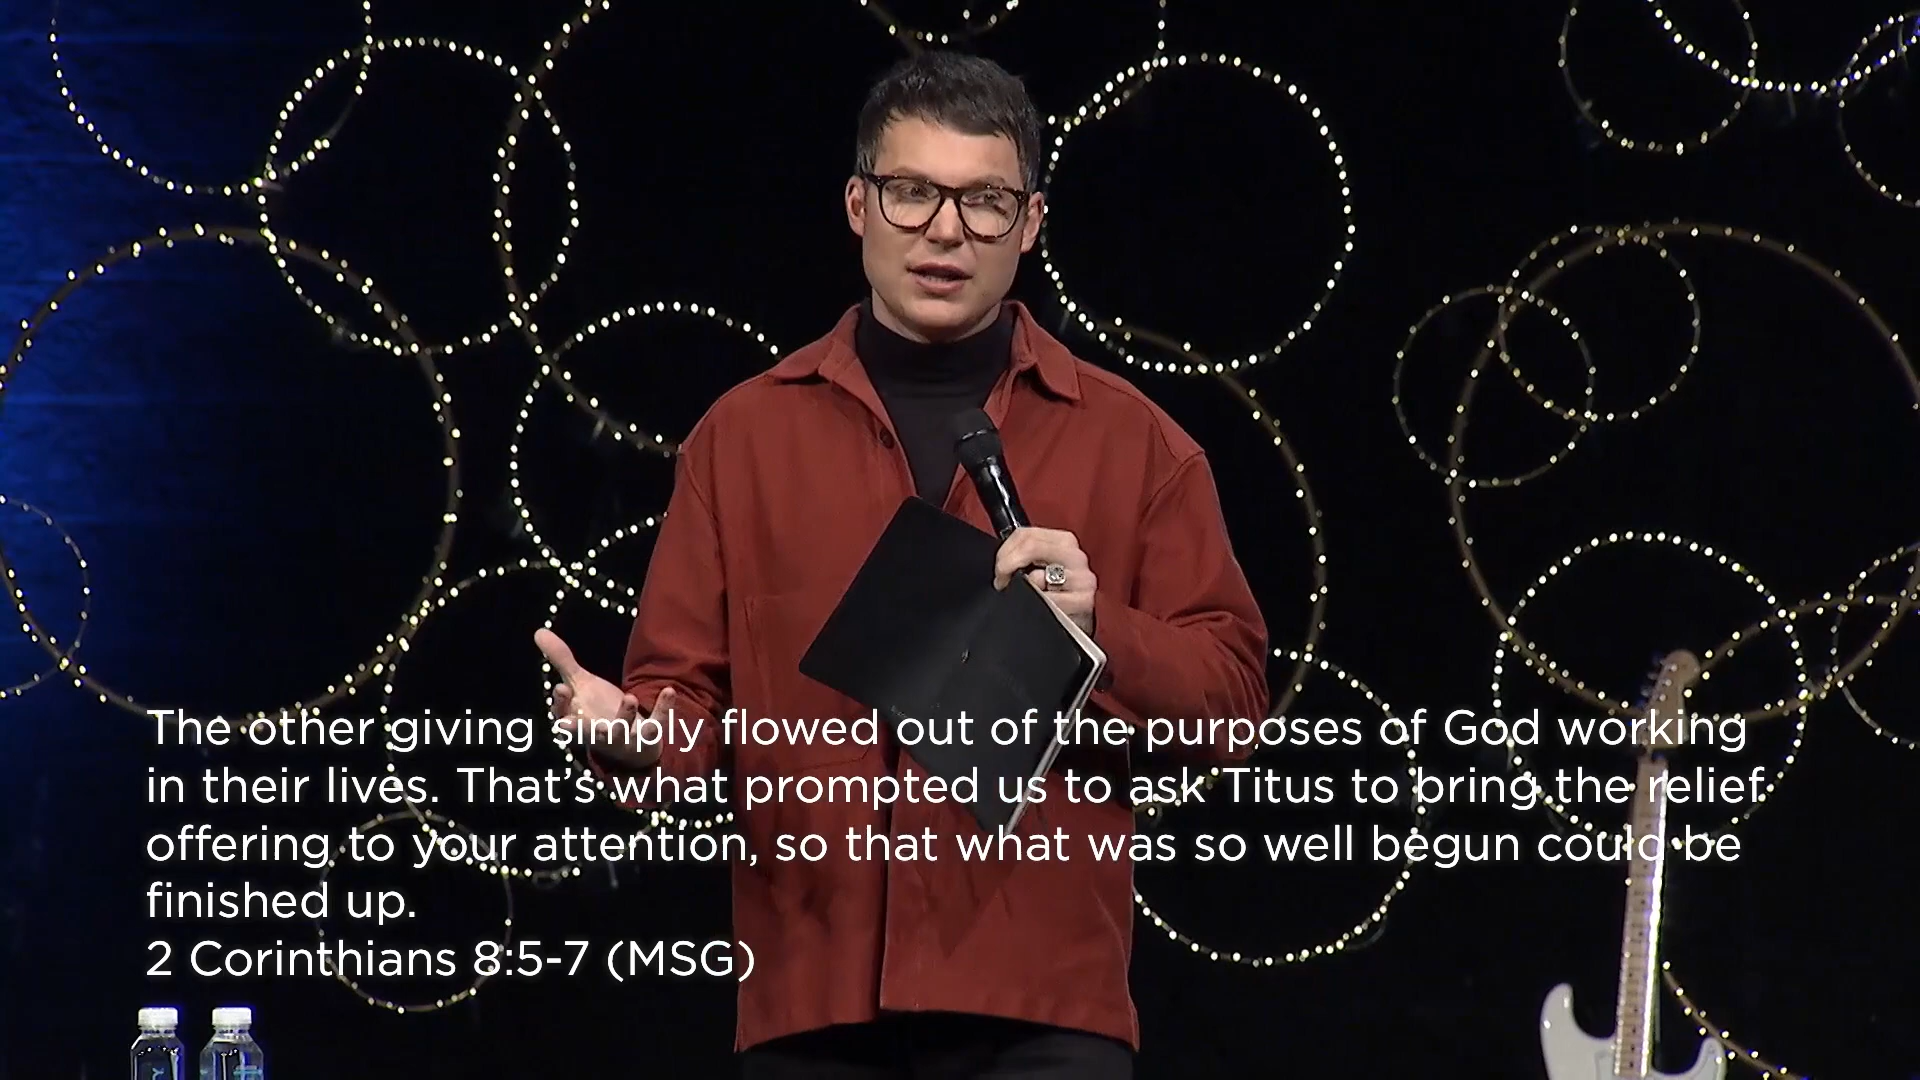 The other giving simply flowed out of the purposes of God working
in their lives. That’s what prompted us to ask Titus to bring the relief
offering to your attention, so that what was so well begun could be
finished up.
2 Corinthians 8:5-7 (MSG)